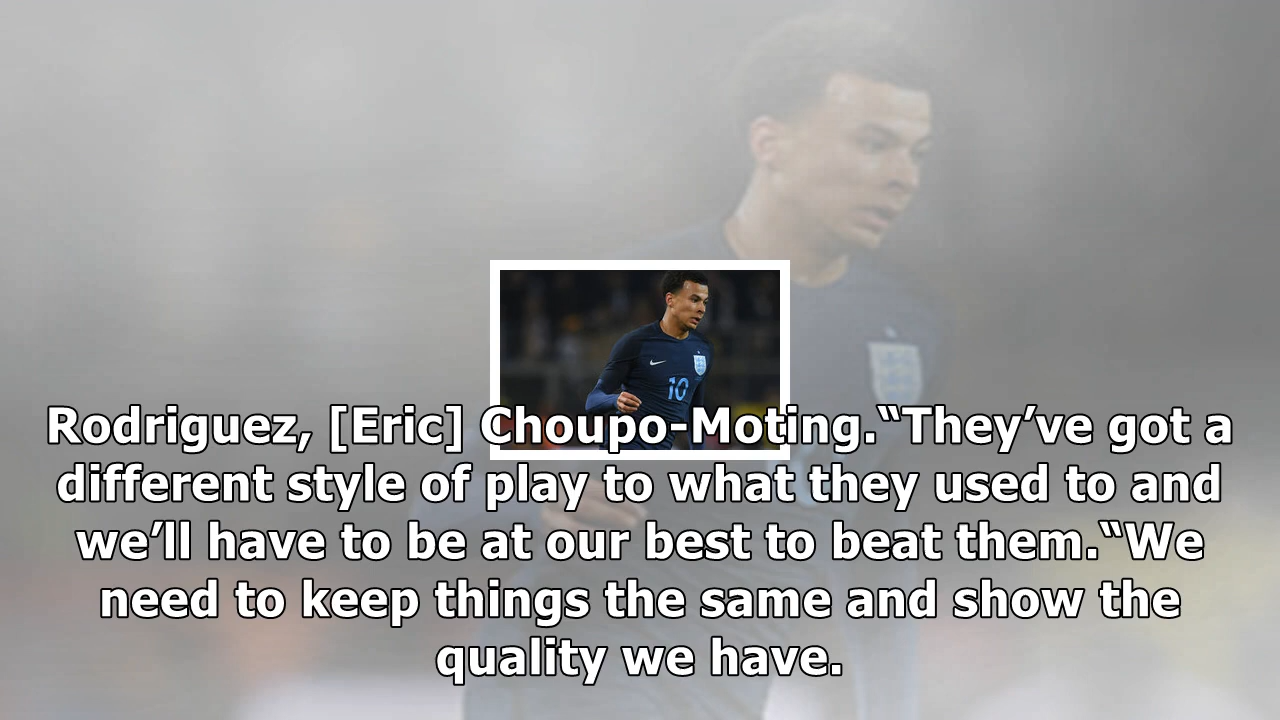 10
Rodriguez, [Eric] Choupo-Moting.“They’ve got a
different style of play to what they used to and
we’ll have to be at our best to beat them.“We
need to keep things the same and show the
quality we have.